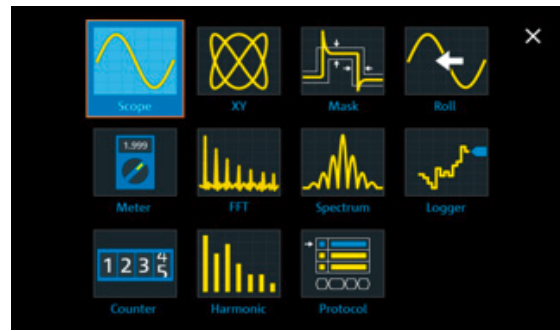 Scope XY Mask Roll
1.999
Meter FFT Spectrum Logger
1 2 3 4 5
Counter Harmonic Protocol